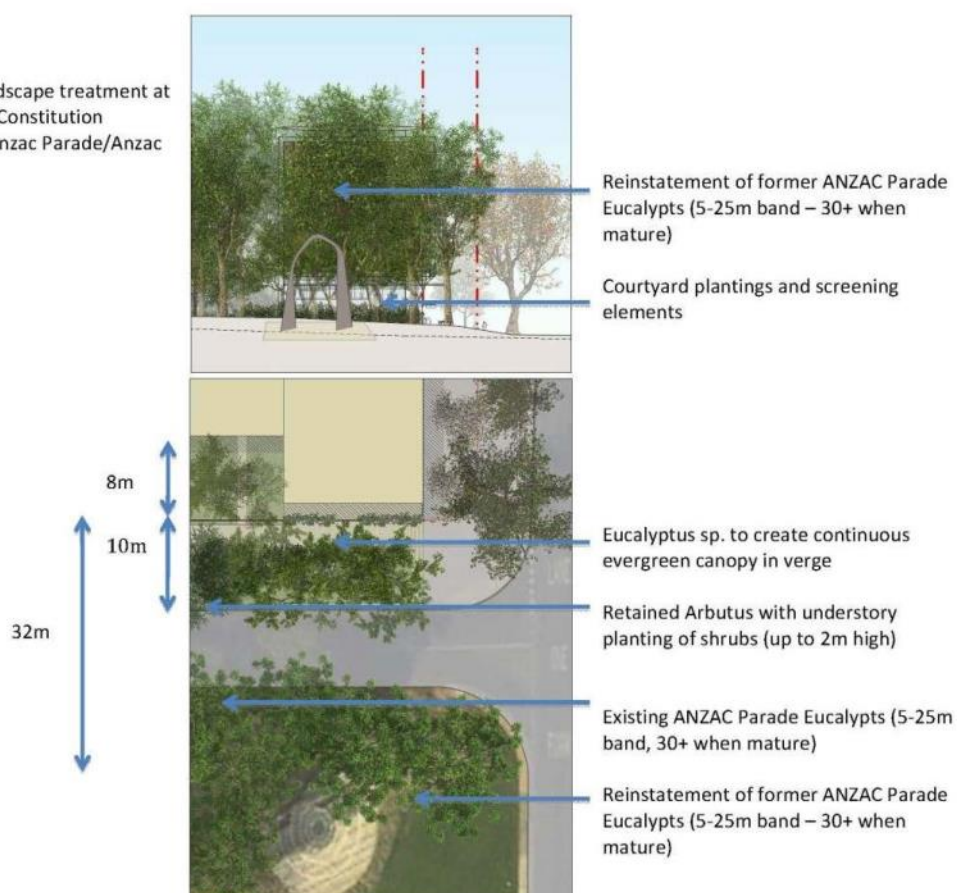 dscape treatment at
Constitution
nzac Parade/Anzac
Reinstatement of former ANZAC Parade
Eucalypts (5-25m band – 30+ when
mature)
Courtyard plantings and screening
elements
8m
10m
32m
Eucalyptus sp. to create continuous
evergreen canopy in verge
Retained Arbutus with understory
planting of shrubs (up to 2m high)
Existing ANZAC Parade Eucalypts (5-25m
band, 30+ when mature)
Reinstatement of former ANZAC Parade
Eucalypts (5-25m band – 30+ when
mature)